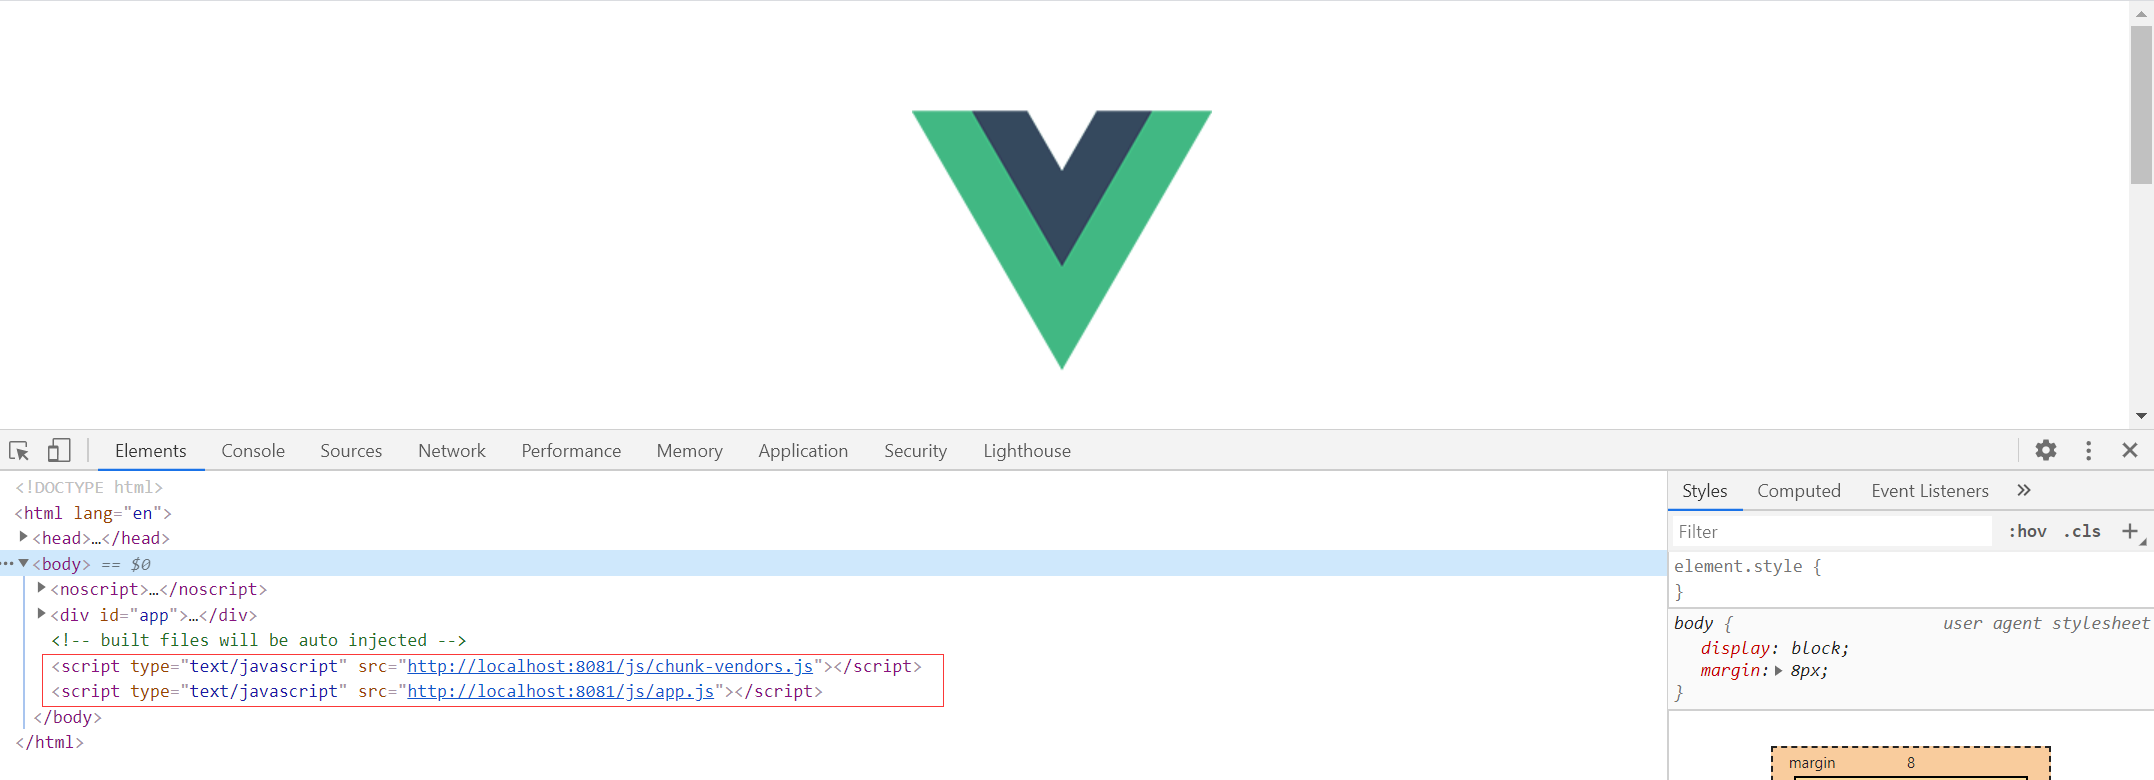 Elements Console Sources Network Performance Memory Application Security Lighthouse
<!DOCTYPE html>
<html lang="en">
<head>…</head>
<body> == $0
<noscript>…</noscript>
<div id="app">…</div>
<!-- built files will be auto injected -->
<script type="text/javascript" src="http://localhost:8081/js/chunk-vendors.js"></script>
<script type="text/javascript" src="http://localhost:8081/js/app.js"></script>
</body>
</html>
Styles Computed Event Listeners
Filter :hov .cls
element.style {
}
body { user agent stylesheet
display: block;
margin: 8px;
}
margin 8